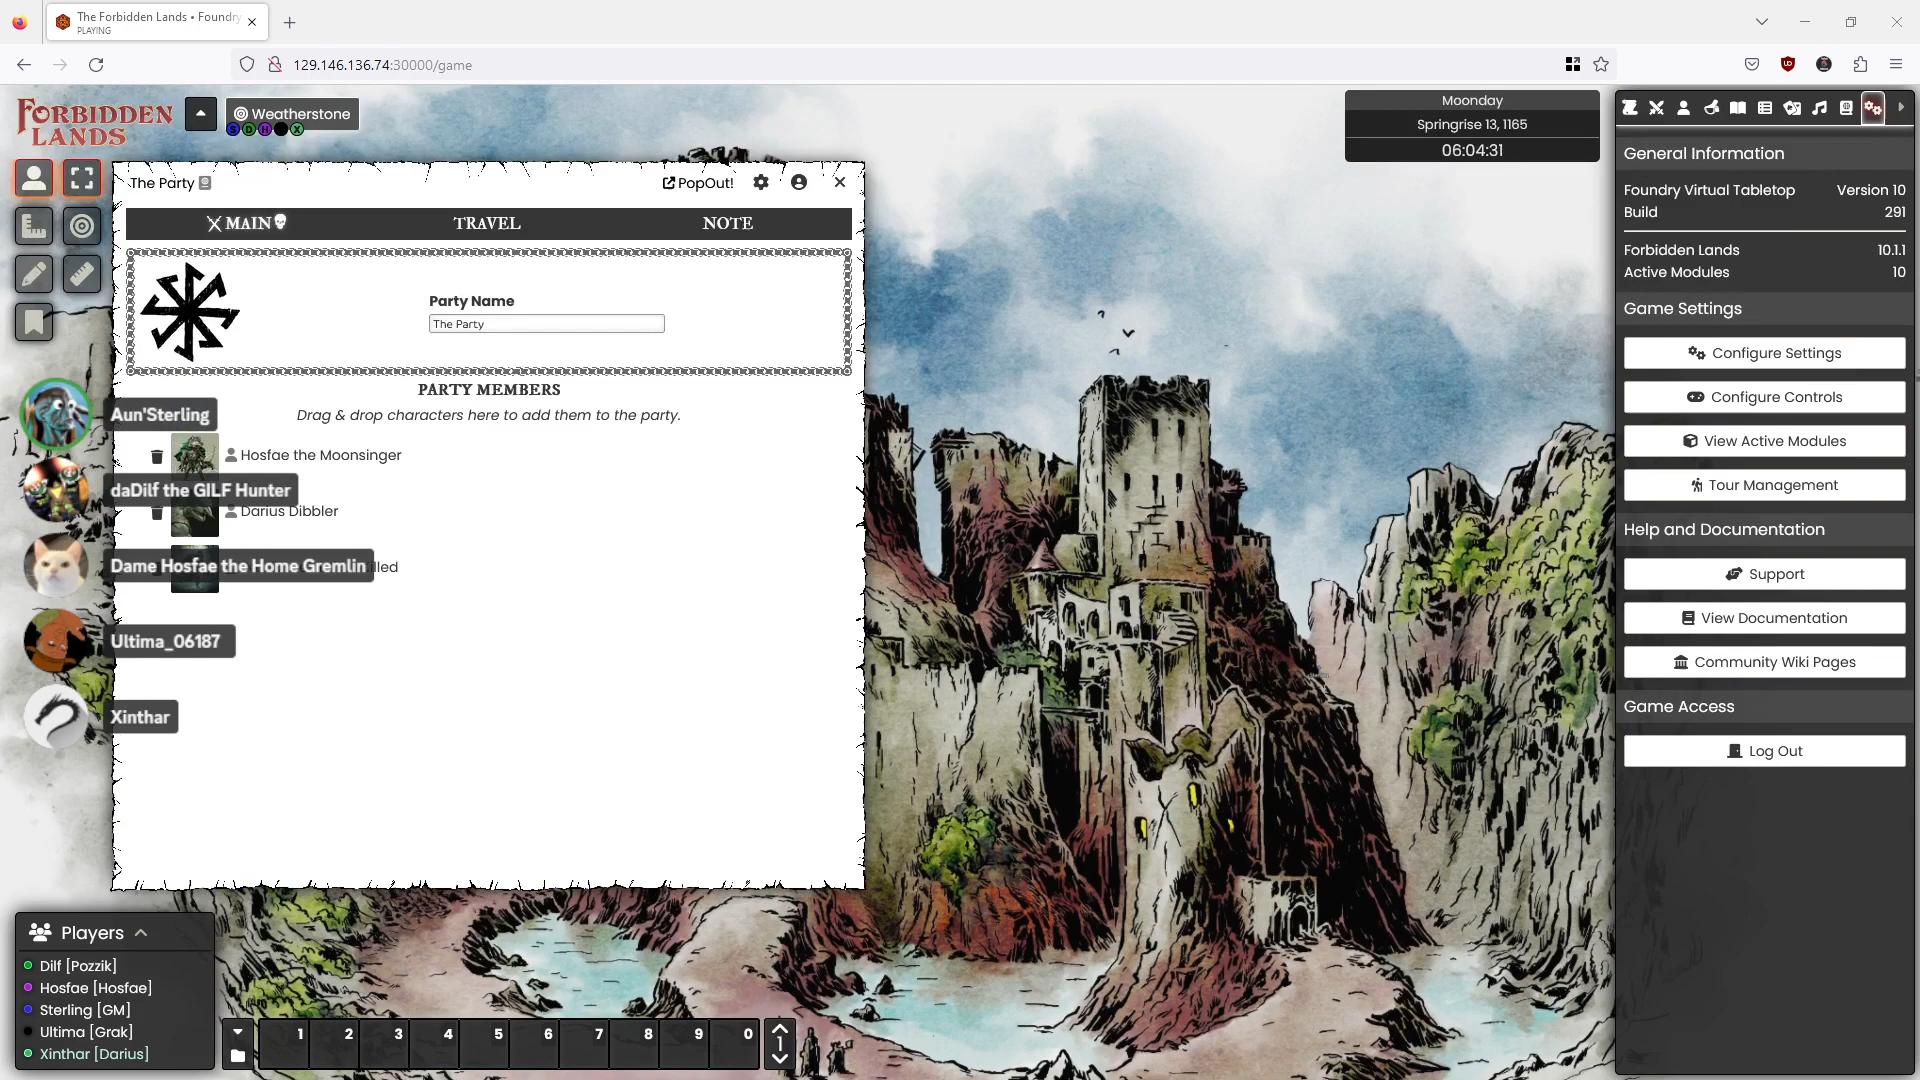 The Forbidden Lands • Foundry
PLAYING
129.146.136.74:30000/game
FORBIDDEN
LANDS
Weatherstone
S D H X
Moonday
Springrise 13, 1165
06:04:31
The Party
PopOut!
MAIN
TRAVEL
NOTE
Party Name
The Party
PARTY MEMBERS
Drag & drop characters here to add them to the party.
Aun'Sterling
Hosfae the Moonsinger
daDilf the GILF Hunter
Darius Dibbler
Dame Hosfae the Home Gremlin
Ultima_06187
Xinthar
Players
Dilf [Pozzik]
Hosfae [Hosfae]
Sterling [GM]
Ultima [Grak]
Xinthar [Darius]
1 2 3 4 5 6 7 8 9 0
1
General Information
Foundry Virtual Tabletop Version 10
Build 291
Forbidden Lands 10.1.1
Active Modules 10
Game Settings
Configure Settings
Configure Controls
View Active Modules
Tour Management
Help and Documentation
Support
View Documentation
Community Wiki Pages
Game Access
Log Out